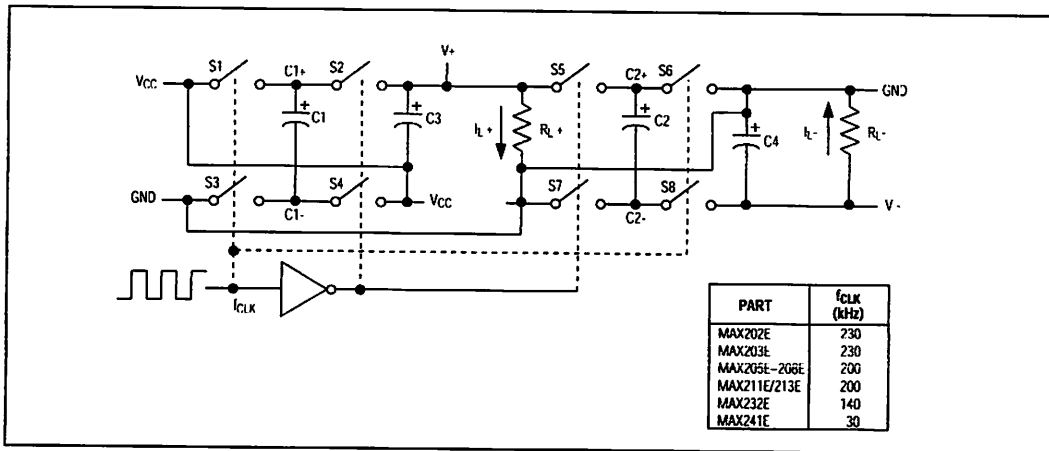 V+
S1 C1+ S2 S5 C2+ S6
VCC GND
+ C1 + C3 IL+ RL+ + C2 + C4 IL- RL-
GND S3 S4 VCC S7 S8 V-
C1- C2-
fCLK
PART fCLK (kHz)
MAX202E 230
MAX203E 230
MAX205E–208E 200
MAX211E/213E 200
MAX232E 140
MAX241E 30